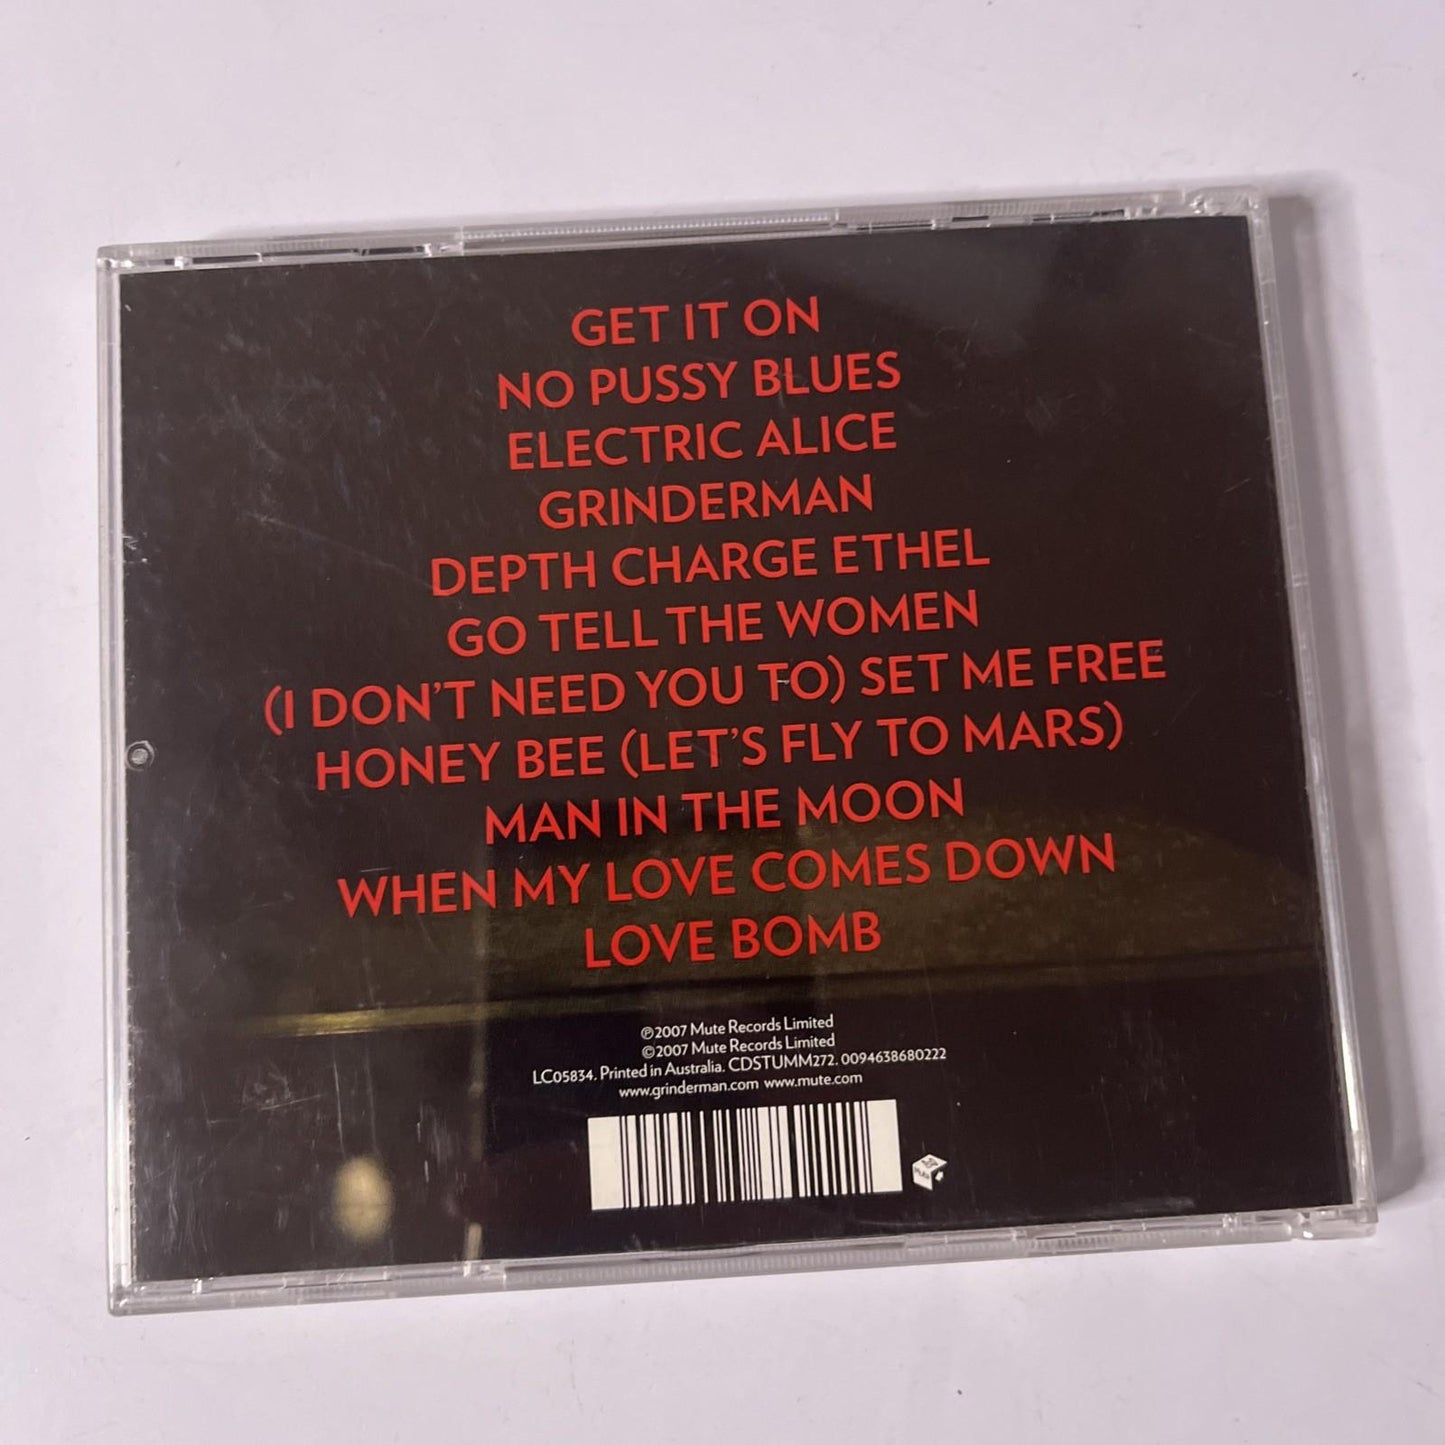 GET IT ON
NO PUSSY BLUES
ELECTRIC ALICE
GRINDERMAN
DEPTH CHARGE ETHEL
GO TELL THE WOMEN
(I DON'T NEED YOU TO) SET ME FREE
HONEY BEE (LET'S FLY TO MARS)
MAN IN THE MOON
WHEN MY LOVE COMES DOWN
LOVE BOMB
℗2007 Mute Records Limited
©2007 Mute Records Limited
LC05834. Printed in Australia. CDSTUMM272. 0094638680222
www.grinderman.com www.mute.com